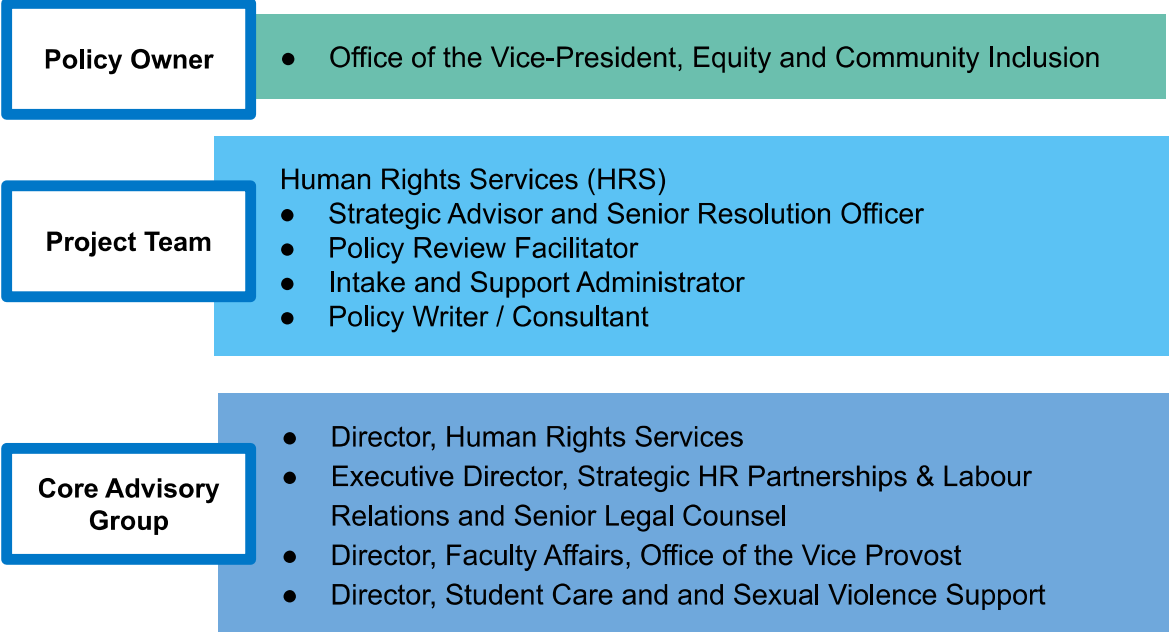 Policy Owner
● Office of the Vice-President, Equity and Community Inclusion
Project Team
Human Rights Services (HRS)
● Strategic Advisor and Senior Resolution Officer
● Policy Review Facilitator
● Intake and Support Administrator
● Policy Writer / Consultant
Core Advisory
Group
● Director, Human Rights Services
● Executive Director, Strategic HR Partnerships & Labour
Relations and Senior Legal Counsel
● Director, Faculty Affairs, Office of the Vice Provost
● Director, Student Care and and Sexual Violence Support